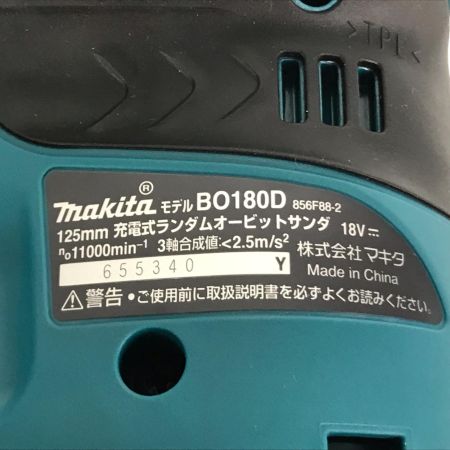 >TPE<
makita® モデル BO180D 856F88-2
125mm 充電式ランダムオービットサンダ 18V⎓
n₀11000min⁻¹ 3軸合成値:<2.5m/s² 株式会社 マキタ
655340 Y Made in China
⚠警告 ・ご使用前に取扱説明書を必ずよくお読みください。